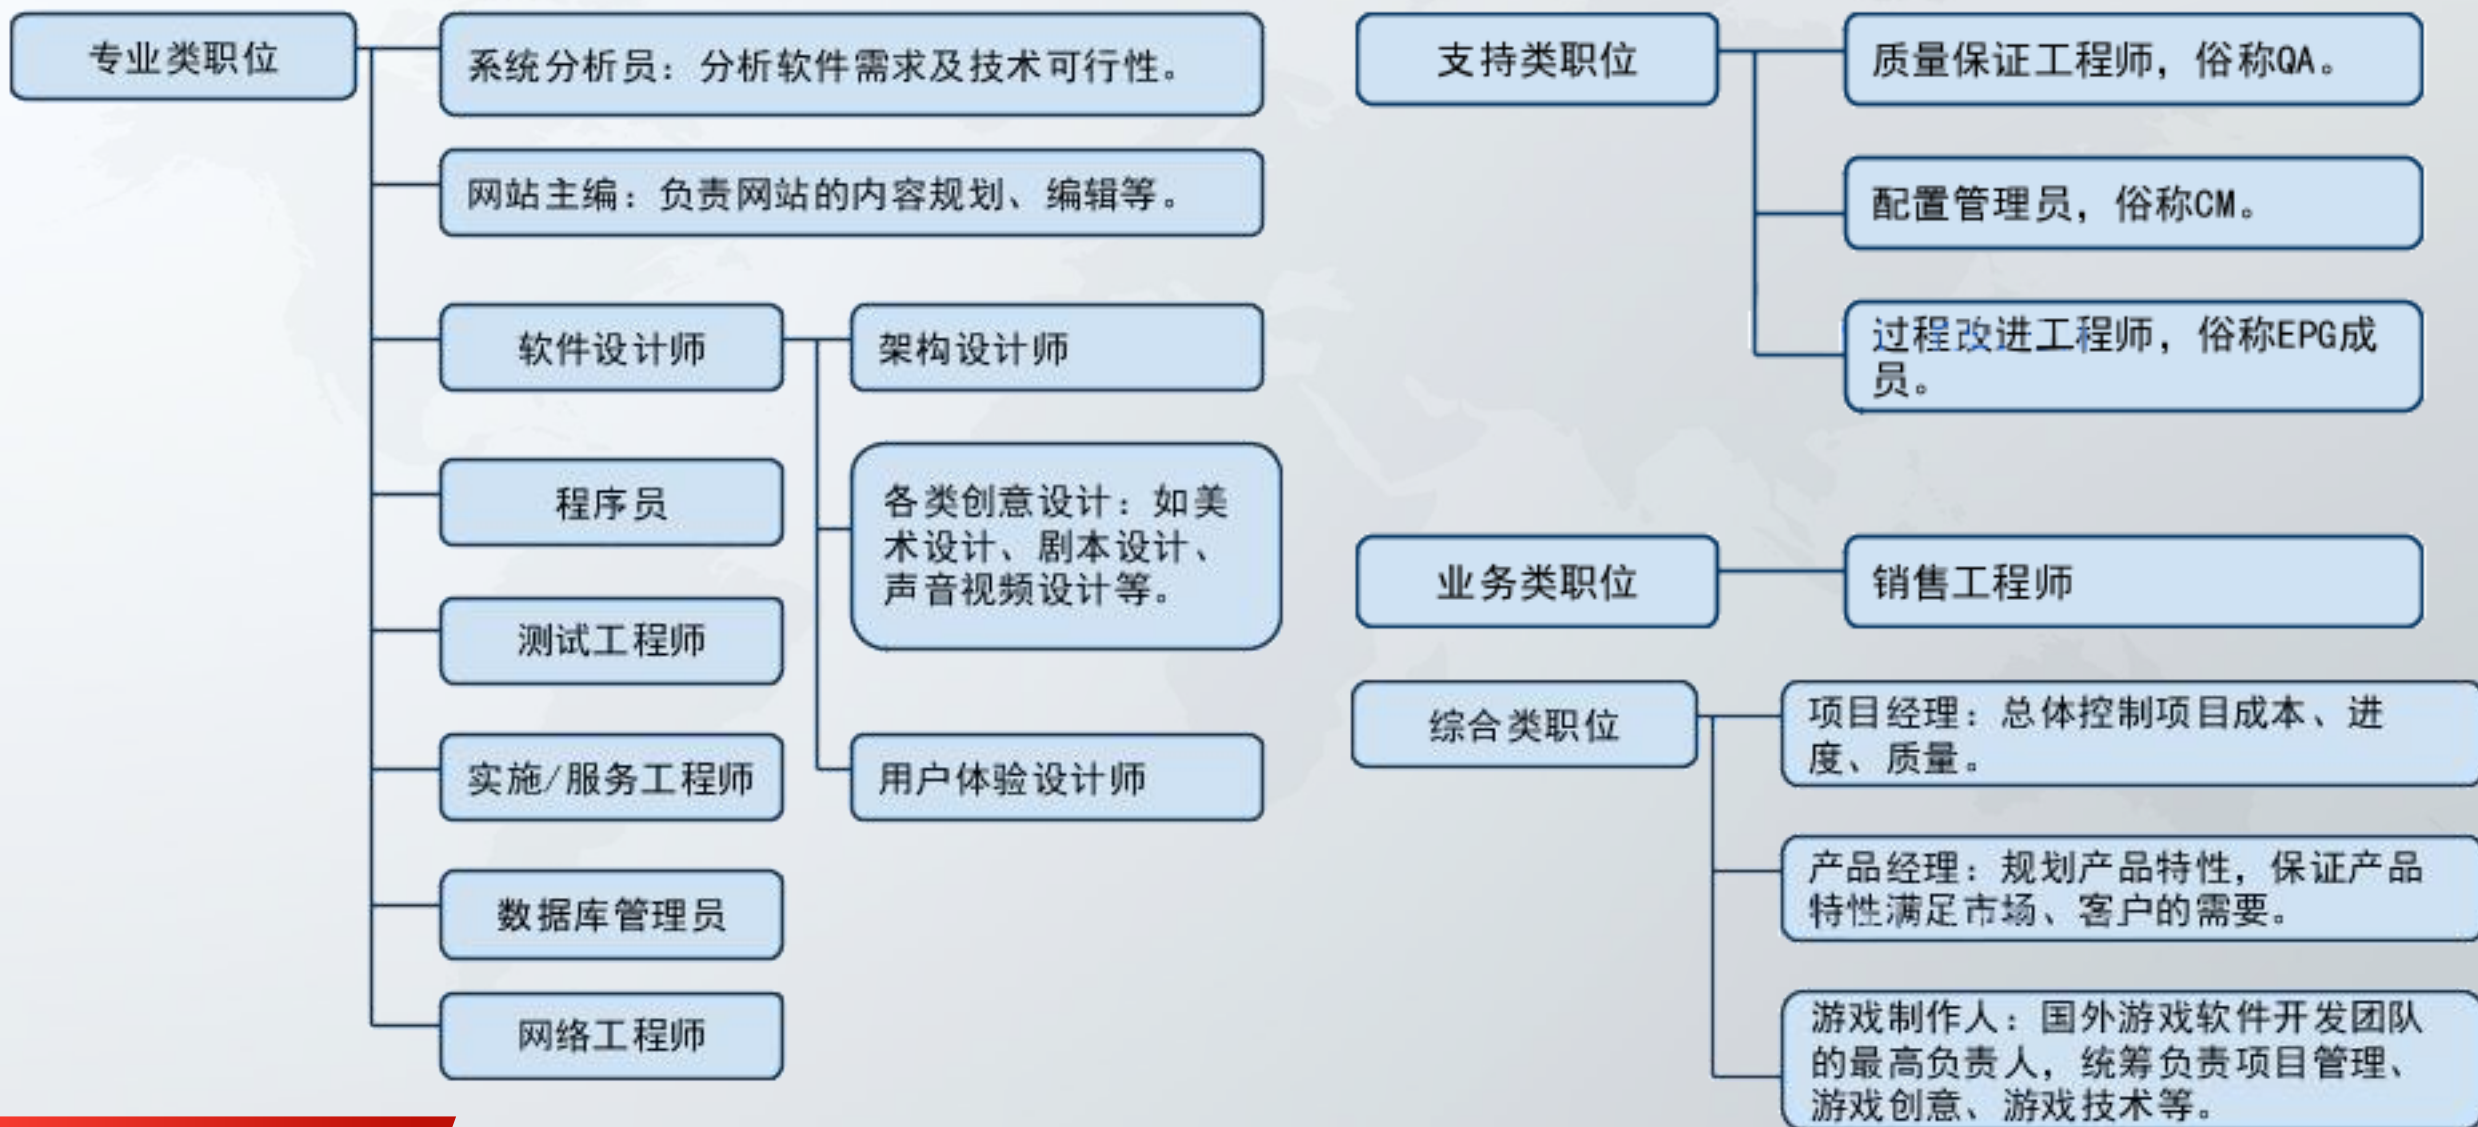 专业类职位
系统分析员：分析软件需求及技术可行性。
网站主编：负责网站的内容规划、编辑等。
软件设计师
架构设计师
各类创意设计：如美
术设计、剧本设计、
声音视频设计等。
用户体验设计师
程序员
测试工程师
实施/服务工程师
数据库管理员
网络工程师
支持类职位
质量保证工程师，俗称QA。
配置管理员，俗称CM。
过程改进工程师，俗称EPG成
员。
业务类职位
销售工程师
综合类职位
项目经理：总体控制项目成本、进
度、质量。
产品经理：规划产品特性，保证产品
特性满足市场、客户的需要。
游戏制作人：国外游戏软件开发团队
的最高负责人，统筹负责项目管理、
游戏创意、游戏技术等。